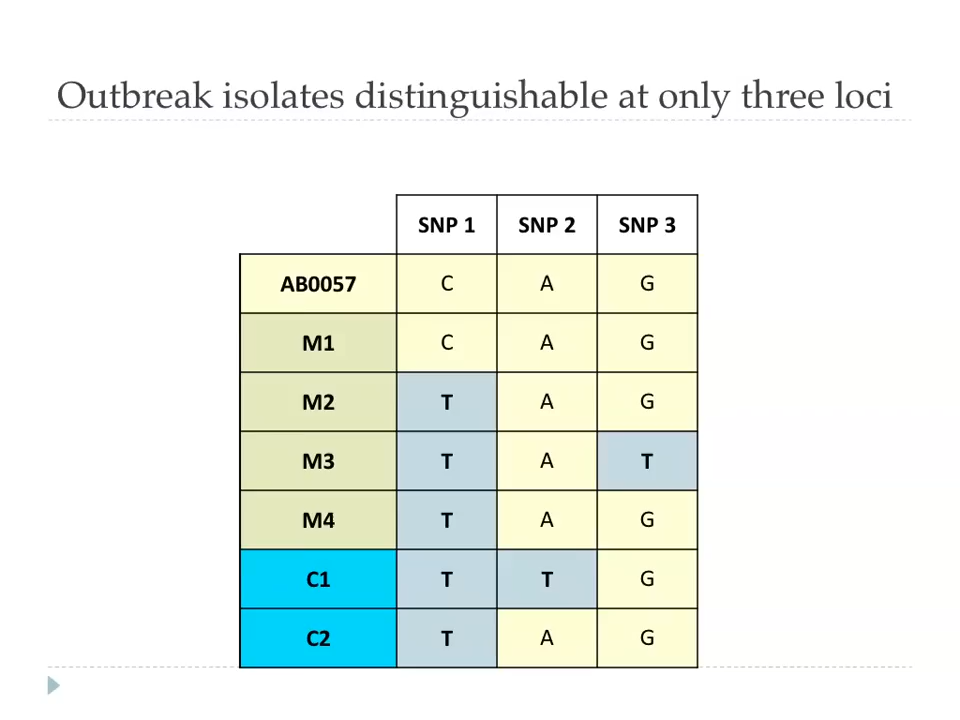 Outbreak isolates distinguishable at only three loci
SNP 1 SNP 2 SNP 3
AB0057 C A G
M1 C A G
M2 T A G
M3 T A T
M4 T A G
C1 T T G
C2 T A G